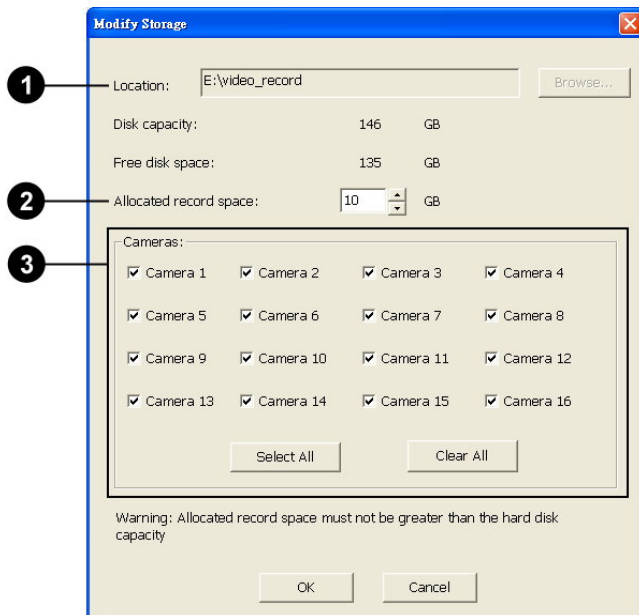 Modify Storage
1 Location: E:\video_record Browse...
Disk capacity: 146 GB
Free disk space: 135 GB
2 Allocated record space: 10 GB
3 Cameras:
Camera 1 Camera 2 Camera 3 Camera 4
Camera 5 Camera 6 Camera 7 Camera 8
Camera 9 Camera 10 Camera 11 Camera 12
Camera 13 Camera 14 Camera 15 Camera 16
Select All Clear All
Warning: Allocated record space must not be greater than the hard disk
capacity
OK Cancel